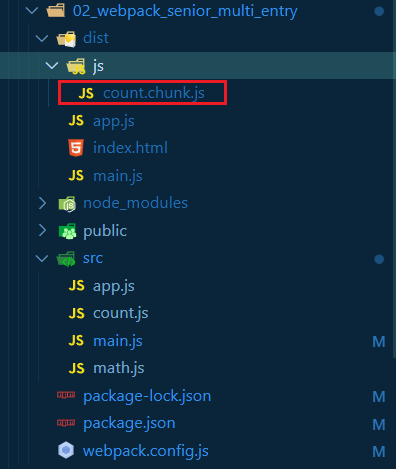 02_webpack_senior_multi_entry
dist
js
JS count.chunk.js
JS app.js
index.html
JS main.js
node_modules
public
src
JS app.js
JS count.js
JS main.js M
JS math.js
package-lock.json
package.json
webpack.config.js M